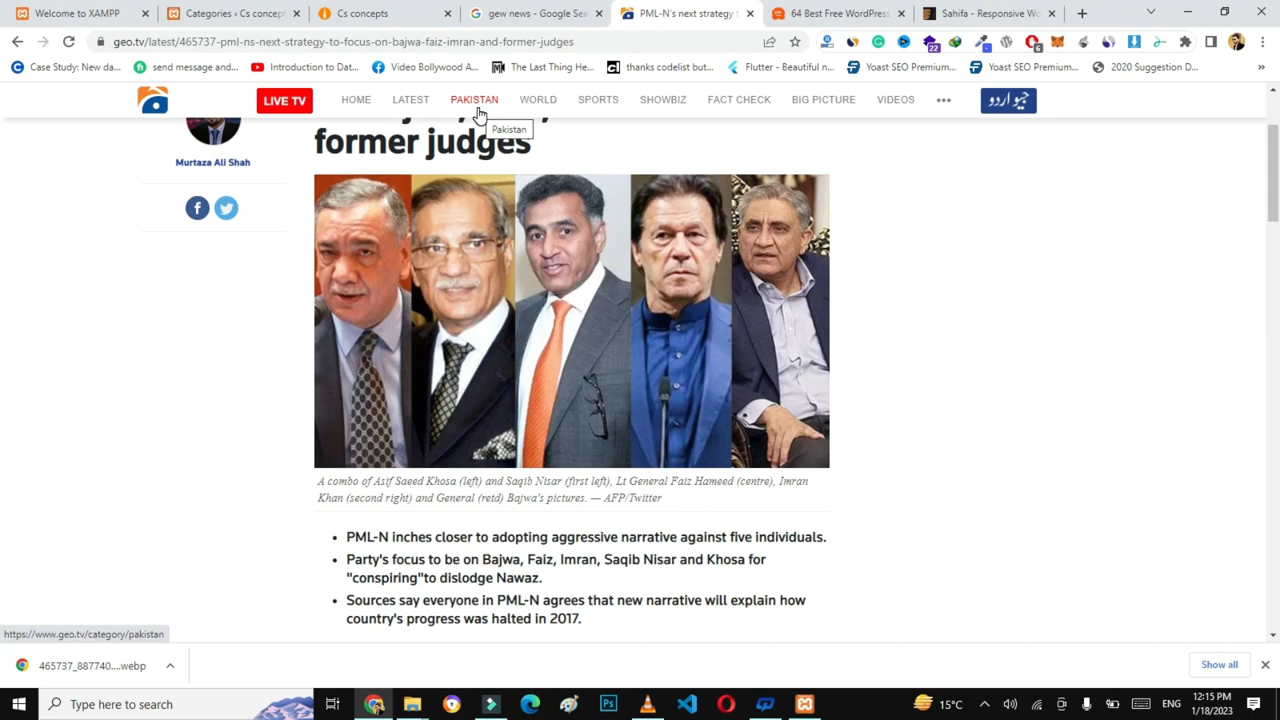 Welcome to XAMPP
Categories ‹ Cs concep
Cs concepts
gew news - Google Sea
PML-N's next strategy t
64 Best Free WordPress
Sahifa - Responsive Wo
geo.tv/latest/465737-pml-ns-next-strategy-to-focus-on-bajwa-faiz-imran-and-former-judges
22
6
Case Study: New da...
send message and...
Introduction to Dat...
Video Bollywood A...
The Last Thing He...
thanks codelist but...
Flutter - Beautiful n...
Yoast SEO Premium...
Yoast SEO Premium...
2020 Suggestion D...
»
LIVE TV
HOME
LATEST
PAKISTAN
WORLD
SPORTS
SHOWBIZ
FACT CHECK
BIG PICTURE
VIDEOS
جیو اردو
Pakistan
former judges
Murtaza Ali Shah
A combo of Asif Saeed Khosa (left) and Saqib Nisar (first left), Lt General Faiz Hameed (centre), Imran
Khan (second right) and General (retd) Bajwa's pictures. — AFP/Twitter
• PML-N inches closer to adopting aggressive narrative against five individuals.
• Party's focus to be on Bajwa, Faiz, Imran, Saqib Nisar and Khosa for
"conspiring"to dislodge Nawaz.
• Sources say everyone in PML-N agrees that new narrative will explain how
country's progress was halted in 2017.
https://www.geo.tv/category/pakistan
465737_887740....webp
Show all
Type here to search
Ps
15°C
ENG
12:15 PM
1/18/2023